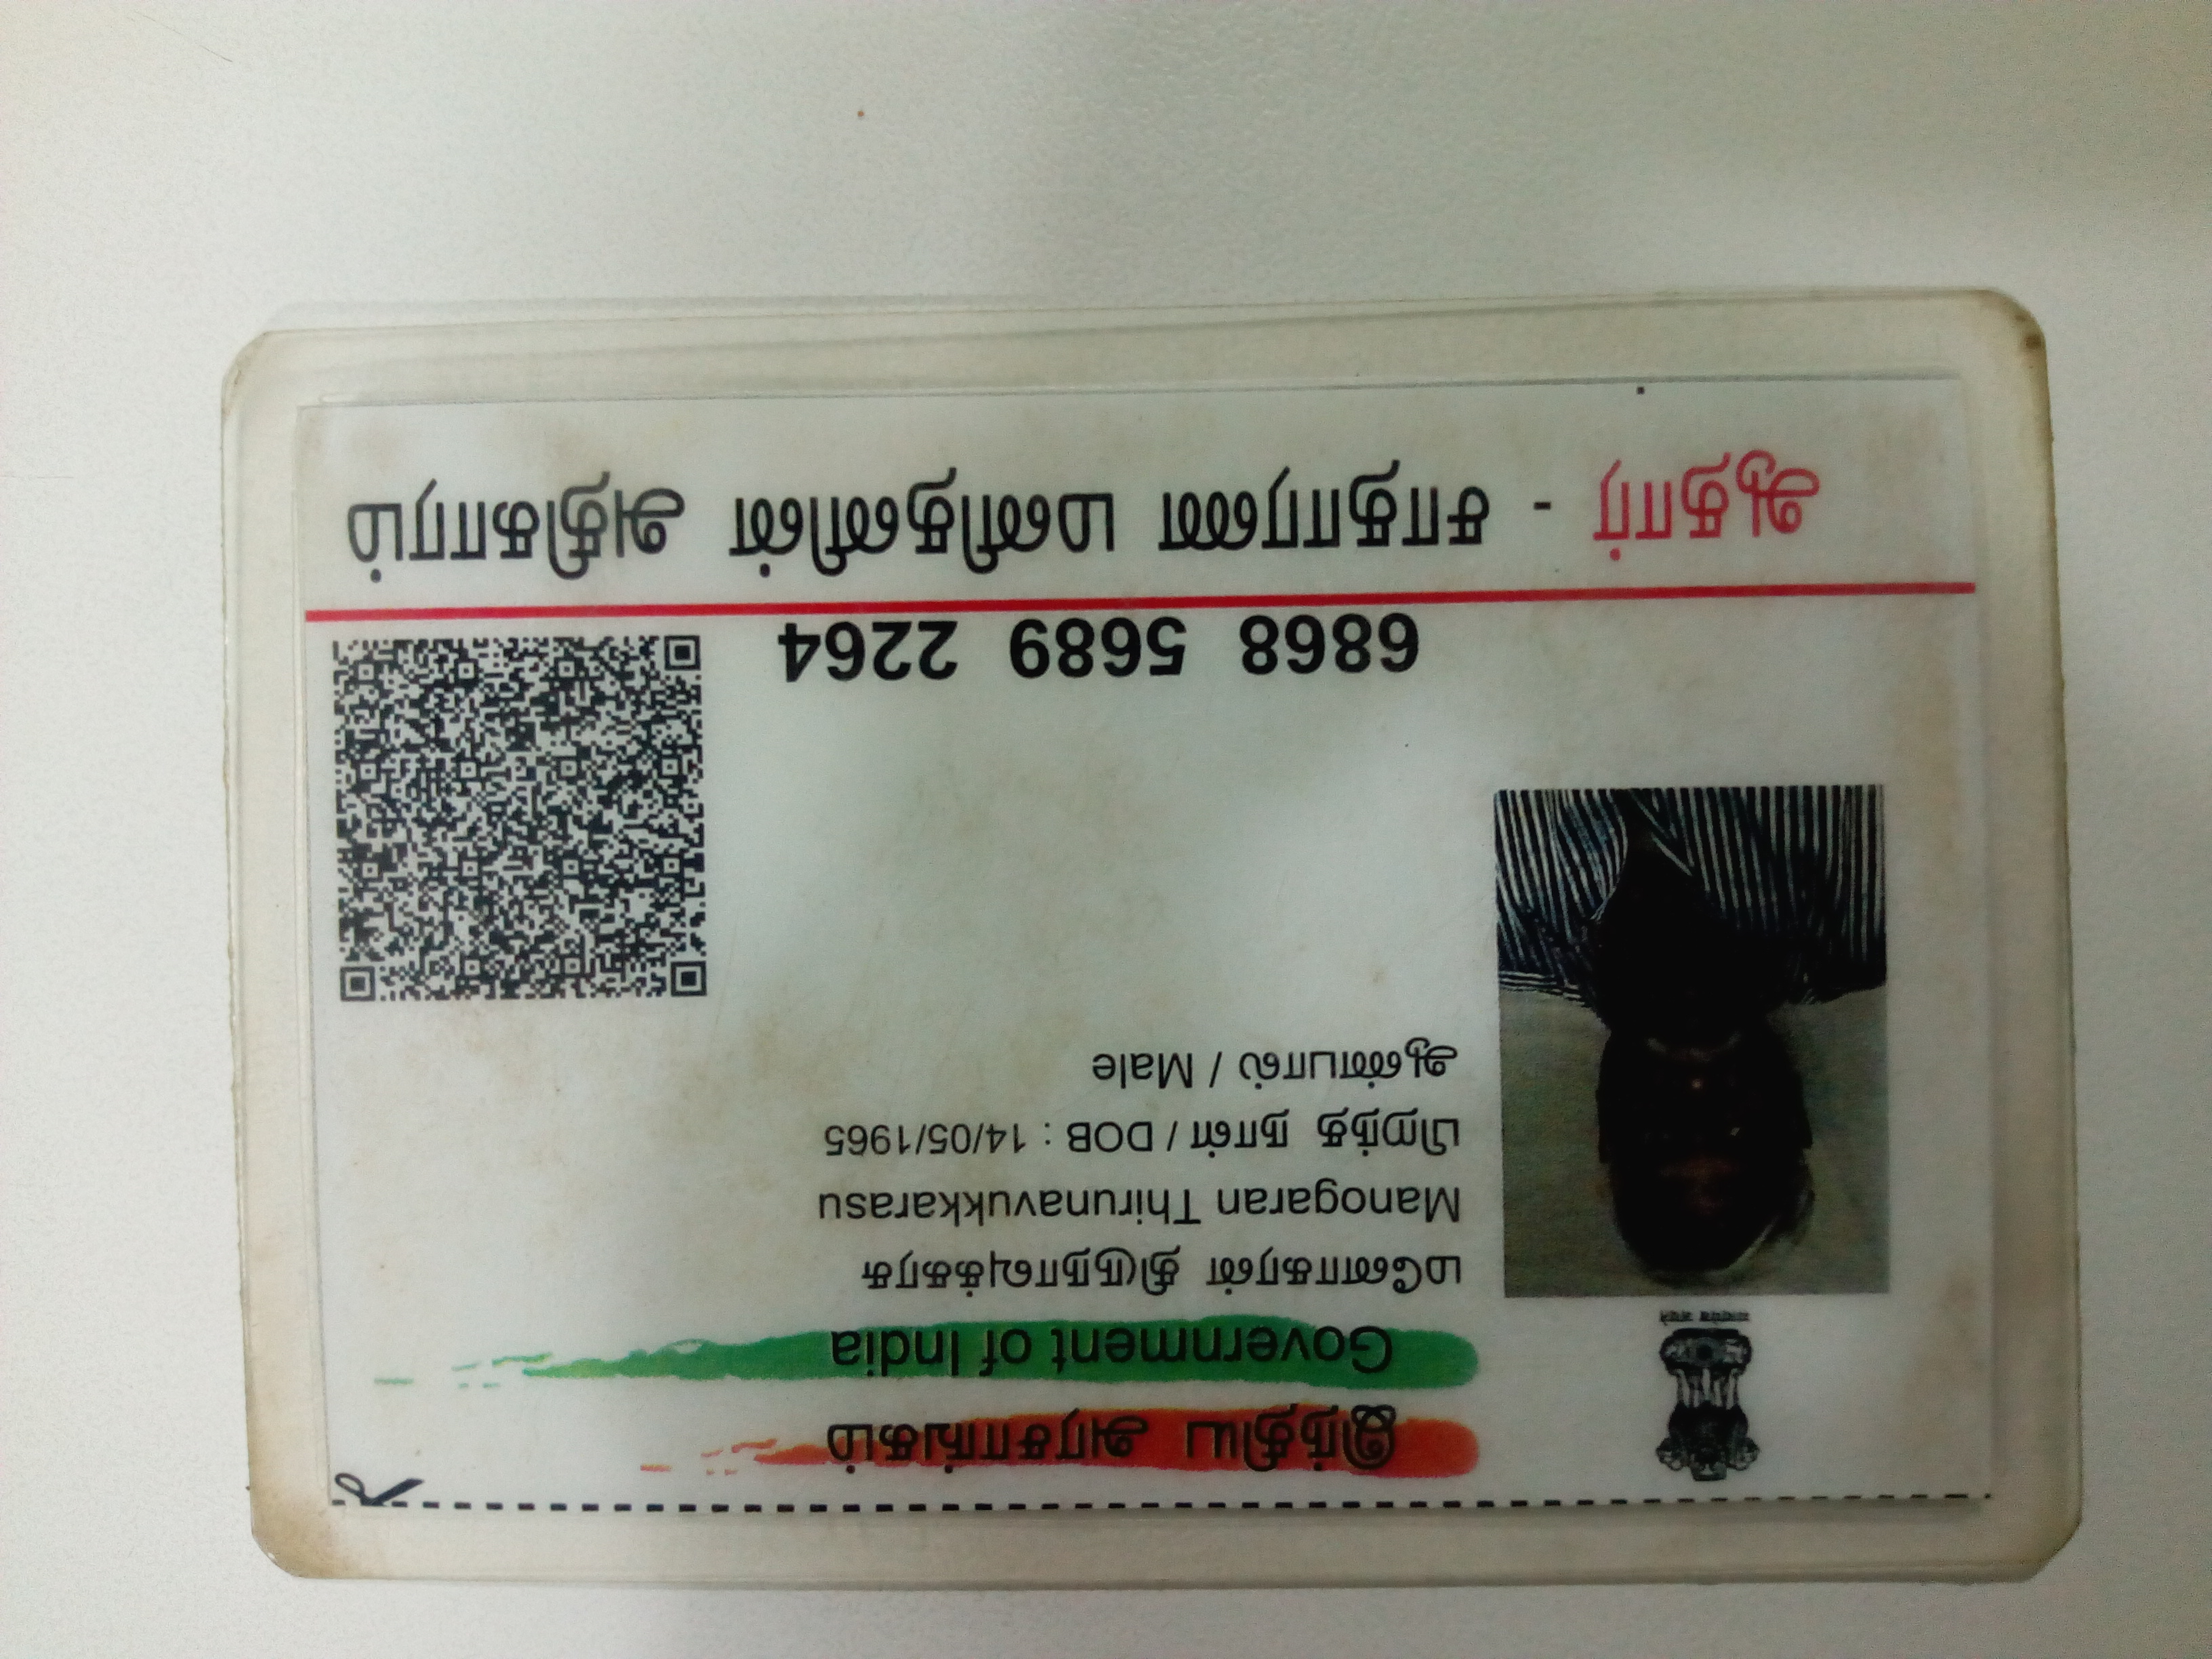 இந்திய அரசாங்கம்
Government of India
மனோகரன் திருநாவுக்கரசு
Manogaran Thirunavukkarasu
பிறந்த நாள் / DOB : 14/05/1965
ஆண்பால் / Male
6868 5689 2264
ஆதார் - சாதாரண மனிதனின் அதிகாரம்